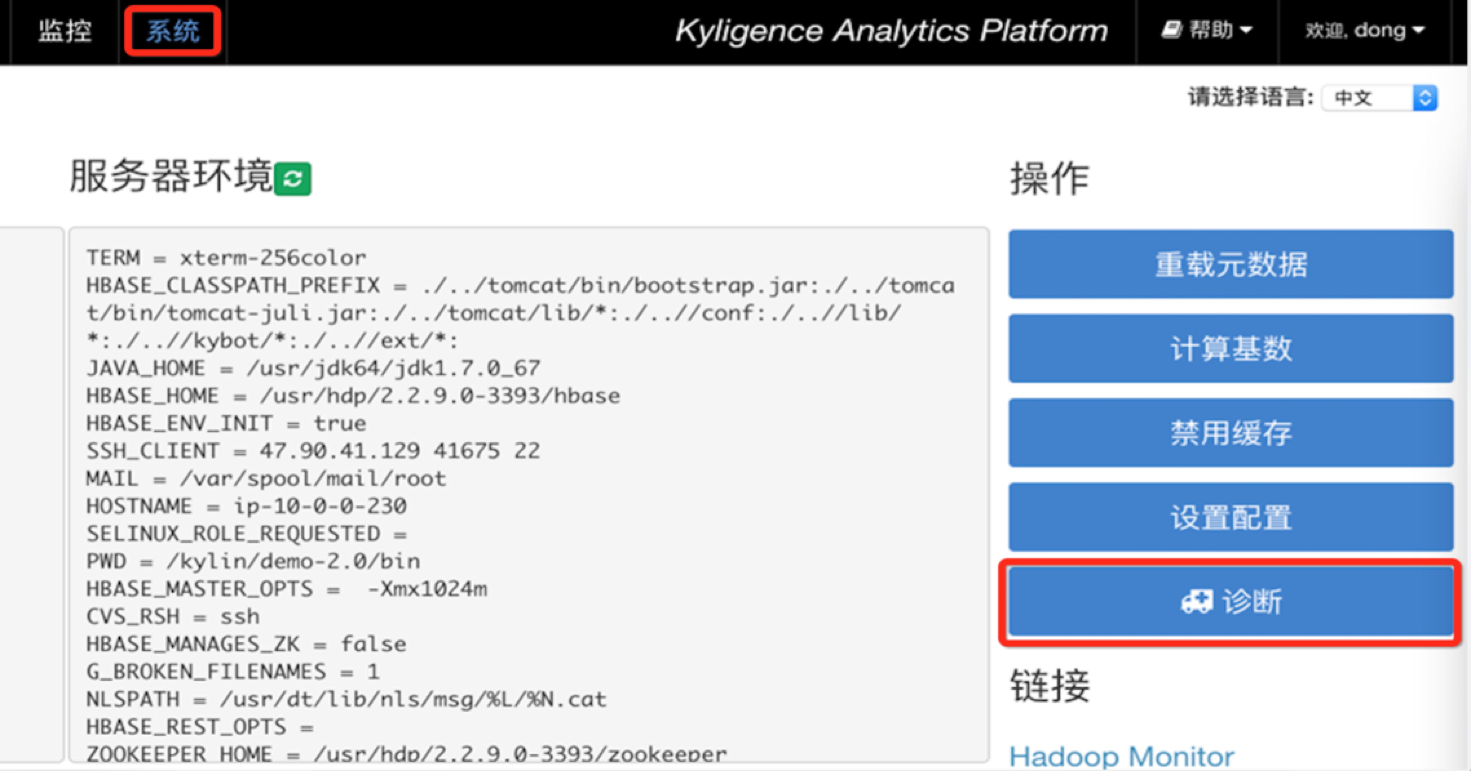 监控 系统 Kyligence Analytics Platform 帮助 欢迎, dong
请选择语言: 中文
服务器环境
TERM = xterm-256color
HBASE_CLASSPATH_PREFIX = ./../tomcat/bin/bootstrap.jar:./../tomca
t/bin/tomcat-juli.jar:./../tomcat/lib/*:./..//conf:./..//lib/
*:./..//kybot/*:./..//ext/*:
JAVA_HOME = /usr/jdk64/jdk1.7.0_67
HBASE_HOME = /usr/hdp/2.2.9.0-3393/hbase
HBASE_ENV_INIT = true
SSH_CLIENT = 47.90.41.129 41675 22
MAIL = /var/spool/mail/root
HOSTNAME = ip-10-0-0-230
SELINUX_ROLE_REQUESTED =
PWD = /kylin/demo-2.0/bin
HBASE_MASTER_OPTS =  -Xmx1024m
CVS_RSH = ssh
HBASE_MANAGES_ZK = false
G_BROKEN_FILENAMES = 1
NLSPATH = /usr/dt/lib/nls/msg/%L/%N.cat
HBASE_REST_OPTS =
ZOOKEEPER_HOME = /usr/hdp/2.2.9.0-3393/zookeeper
操作
重载元数据
计算基数
禁用缓存
设置配置
诊断
链接
Hadoop Monitor